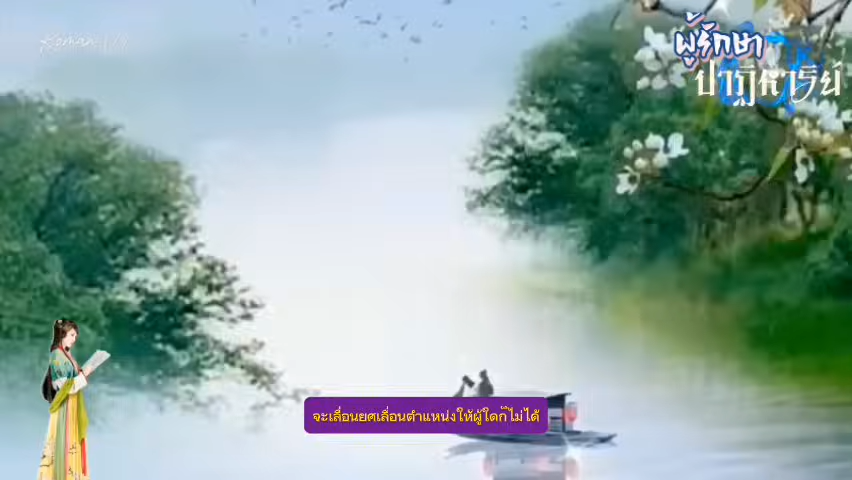 Roman
ผู้รักษา
ปาฏิหาริย์
จะเลื่อนยศเลื่อนตำแหน่งให้ผู้ใดก็ไม่ได้